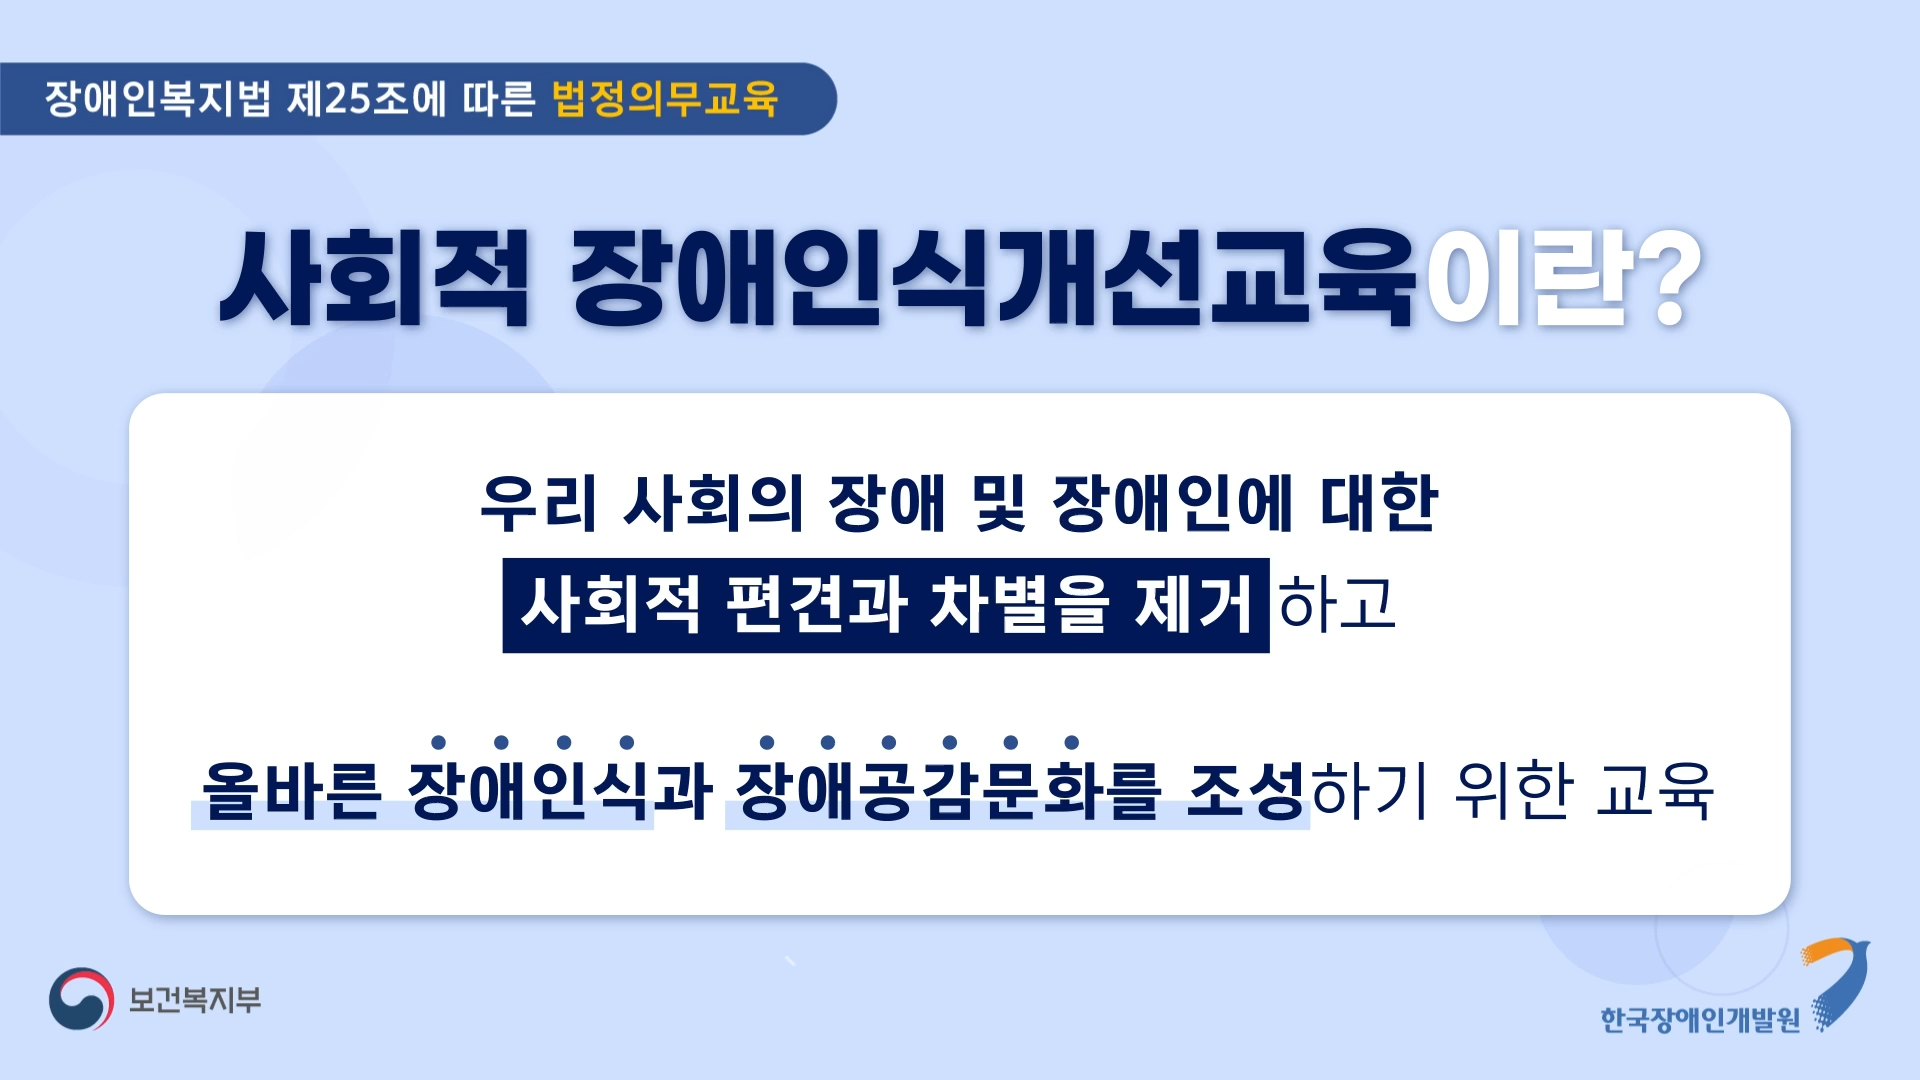 장애인복지법 제25조에 따른 법정의무교육
사회적 장애인식개선교육이란?
우리 사회의 장애 및 장애인에 대한
사회적 편견과 차별을 제거하고
올바른 장애인식과 장애공감문화를 조성하기 위한 교육
보건복지부
한국장애인개발원